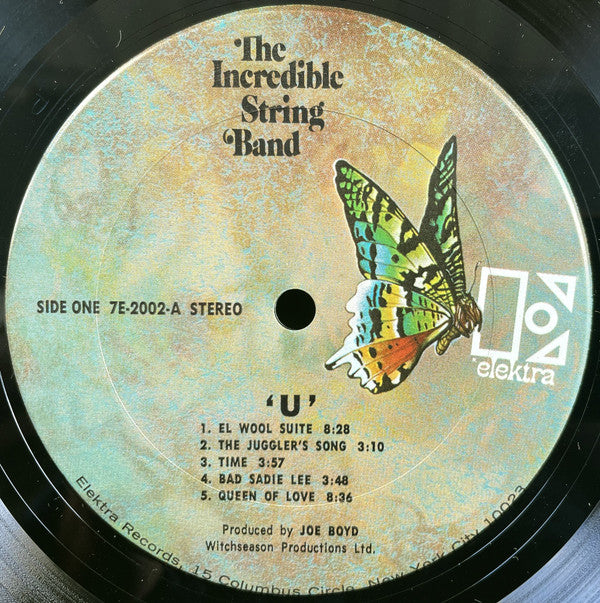 The
Incredible
String
Band
SIDE ONE 7E-2002-A STEREO
elektra
'U'
1. EL WOOL SUITE 8:28
2. THE JUGGLER'S SONG 3:10
3. TIME 3:57
4. BAD SADIE LEE 3:48
5. QUEEN OF LOVE 8:36
Produced by JOE BOYD
Witchseason Productions Ltd.
Elektra Records, 15 Columbus Circle, New York City 10023